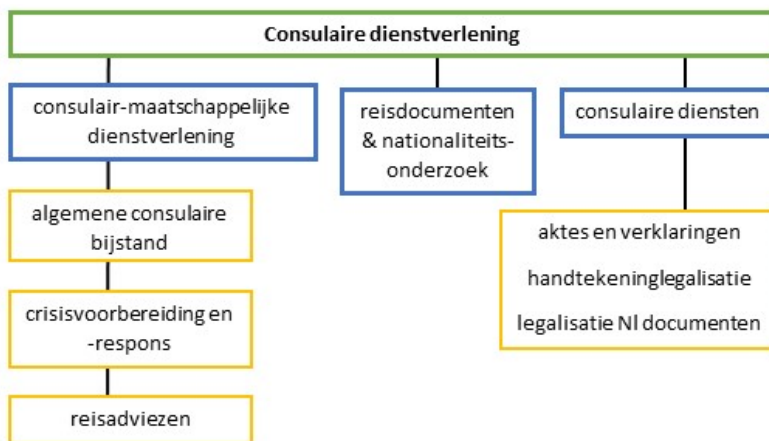 Consulaire dienstverlening
consulair-maatschappelijke
dienstverlening
reisdocumenten
& nationaliteits-
onderzoek
consulaire diensten
algemene consulaire
bijstand
aktes en verklaringen
handtekeninglegalisatie
legalisatie Nl documenten
crisisvoorbereiding en
-respons
reisadviezen